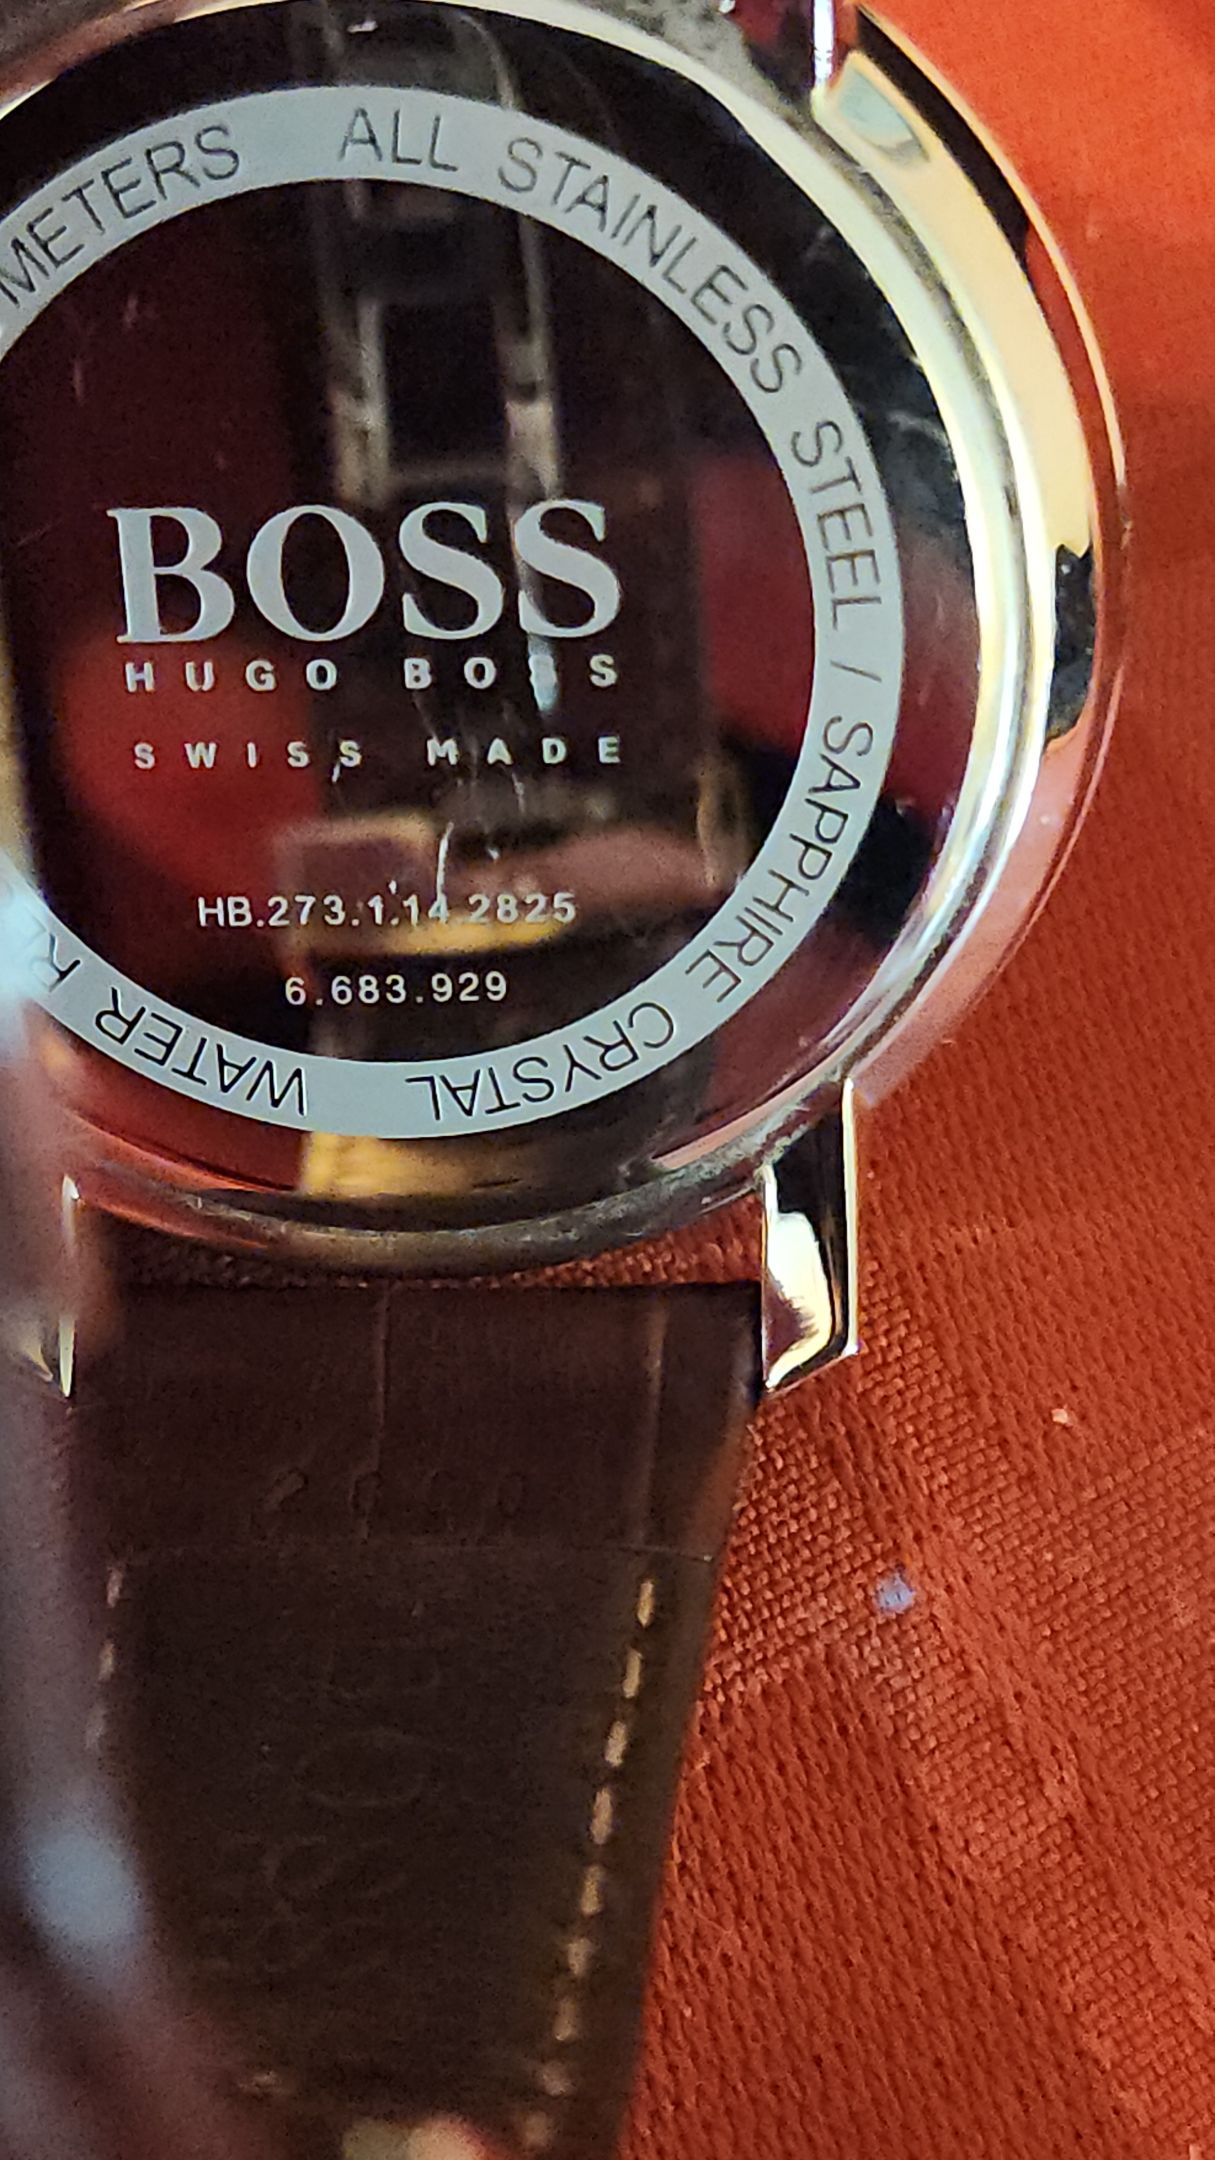 METERS
ALL STAINLESS STEEL / SAPPHIRE CRYSTAL
WATER
BOSS
HUGO BOSS
SWISS MADE
HB.273.1.14.2825
6.683.929